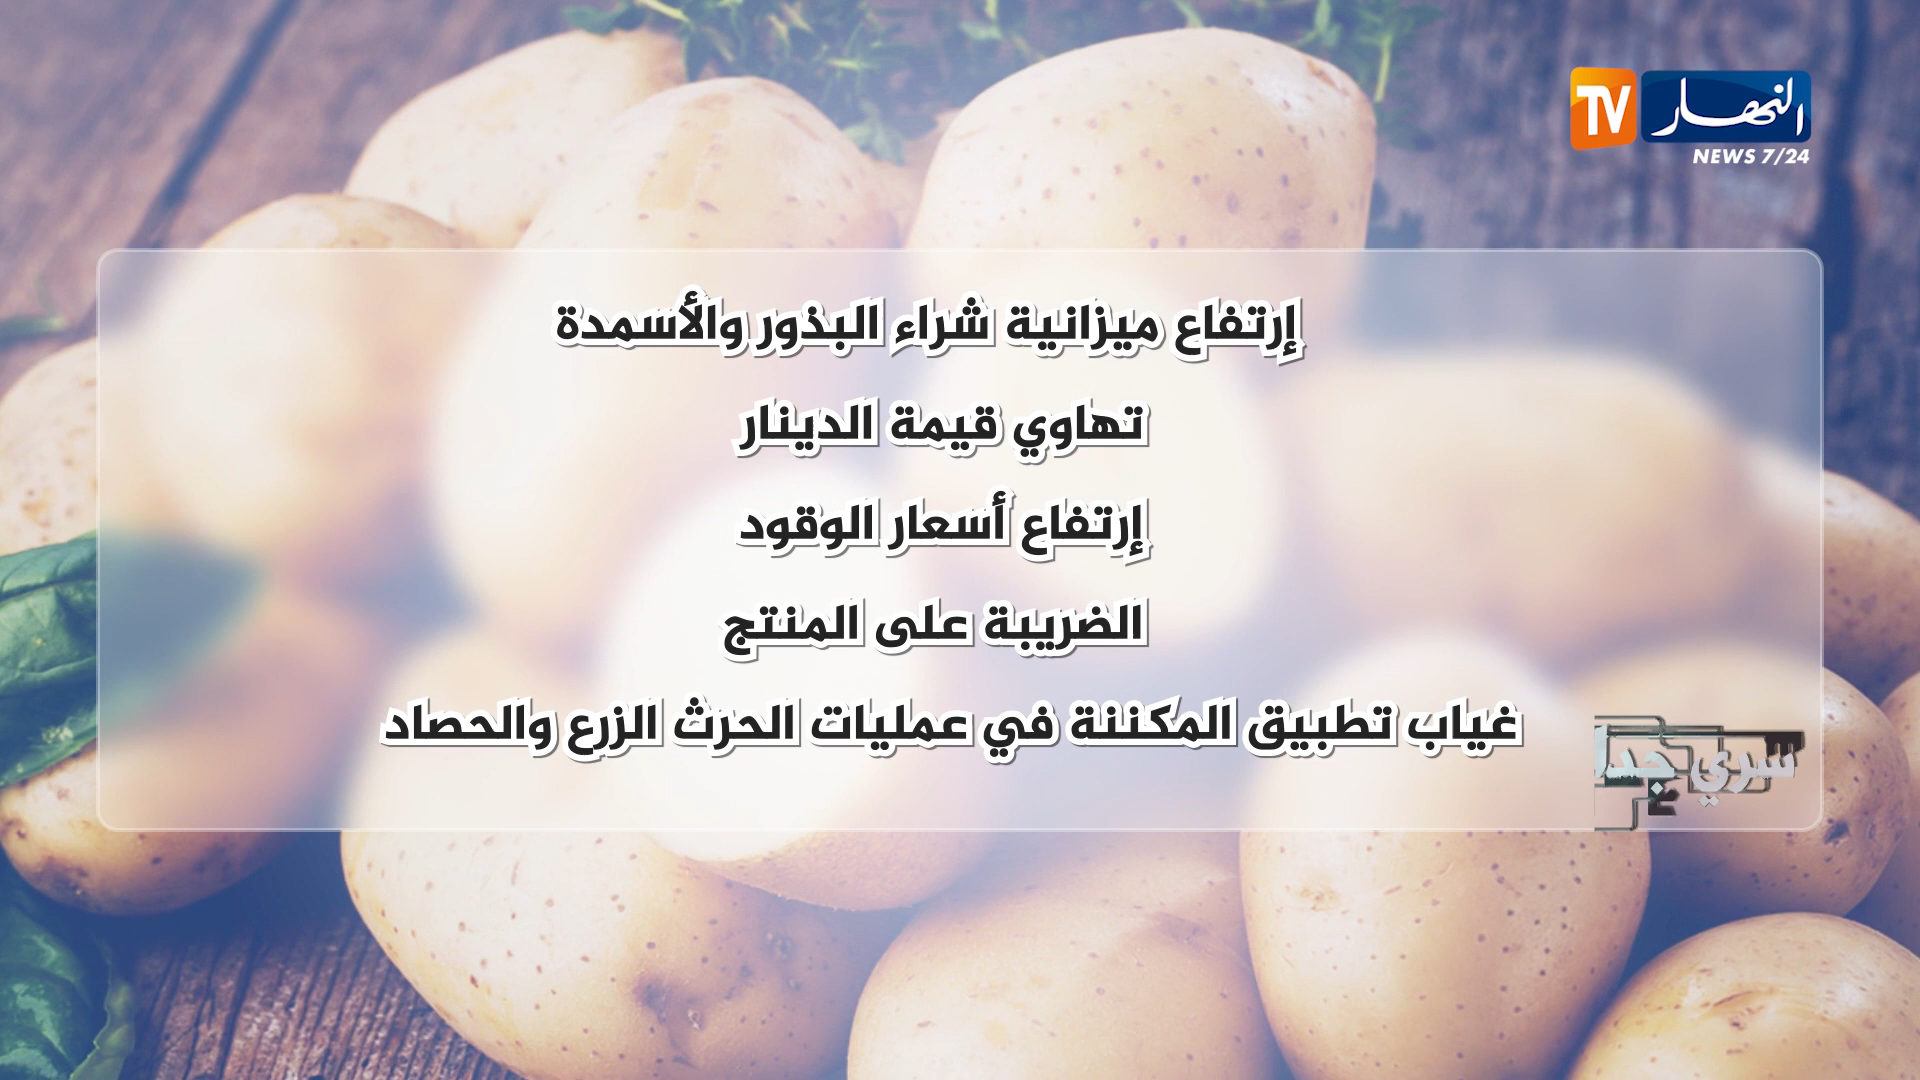 النهار TV
NEWS 7/24
إرتفاع ميزانية شراء البذور والأسمدة
تهاوي قيمة الدينار
إرتفاع أسعار الوقود
الضريبة على المنتج
غياب تطبيق المكننة في عمليات الحرث الزرع والحصاد
سري جدا